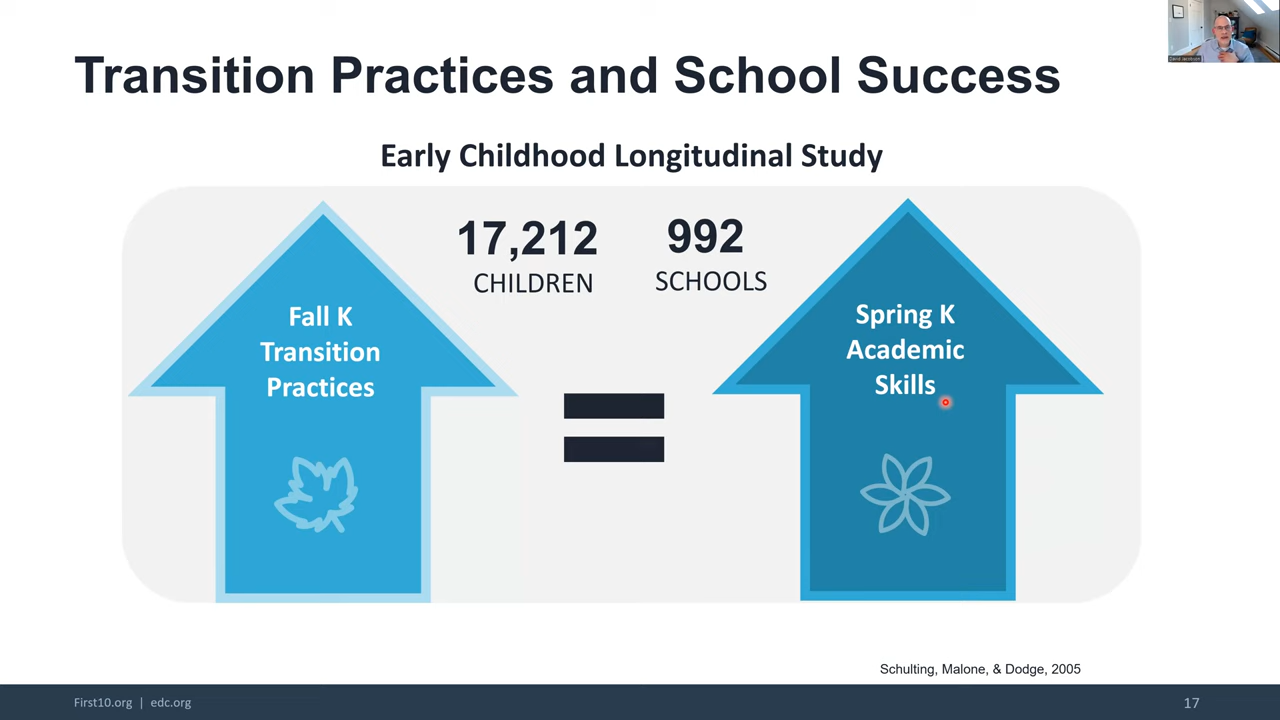 Transition Practices and School Success
Early Childhood Longitudinal Study
17,212
CHILDREN
992
SCHOOLS
Fall K
Transition
Practices
Spring K
Academic
Skills
Schulting, Malone, & Dodge, 2005
First10.org | edc.org
17